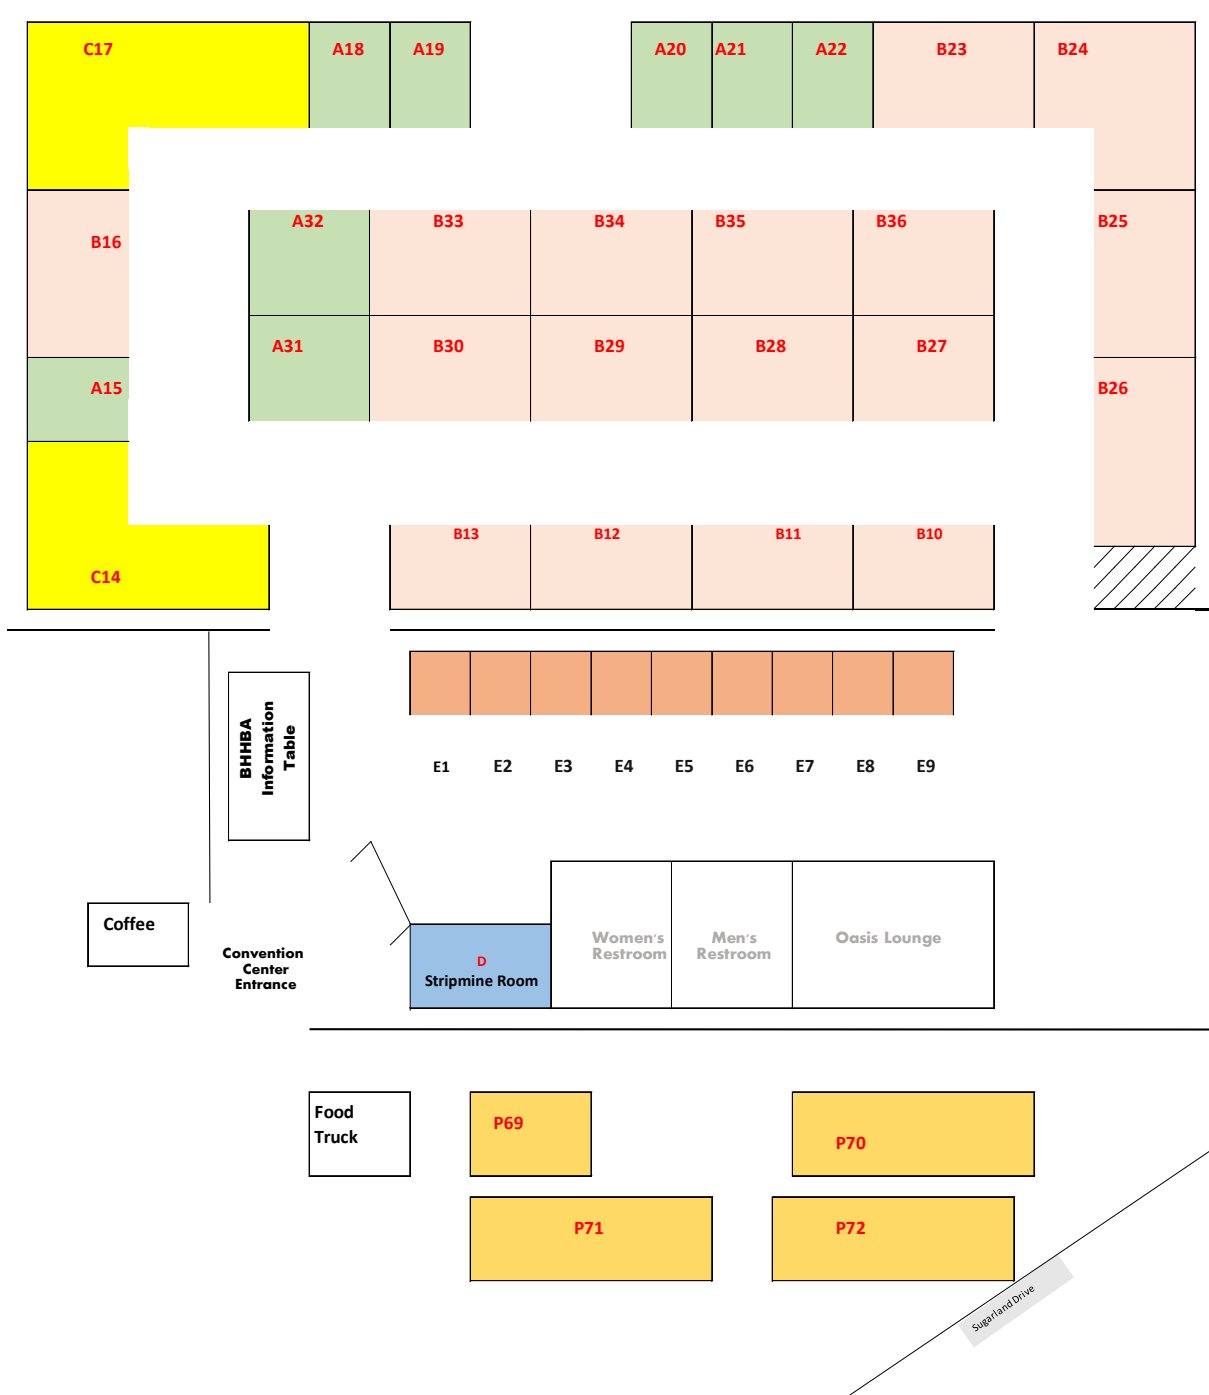 C17
A18
A19
A20
A21
A22
B23
B24
B16
A32
B33
B34
B35
B36
B25
A31
B30
B29
B28
B27
A15
B26
C14
B13
B12
B11
B10
BHHBA
Information
Table
E1
E2
E3
E4
E5
E6
E7
E8
E9
Coffee
Convention
Center
Entrance
D
Stripmine Room
Women's
Restroom
Men's
Restroom
Oasis Lounge
Food
Truck
P69
P70
P71
P72
Sugarland Drive